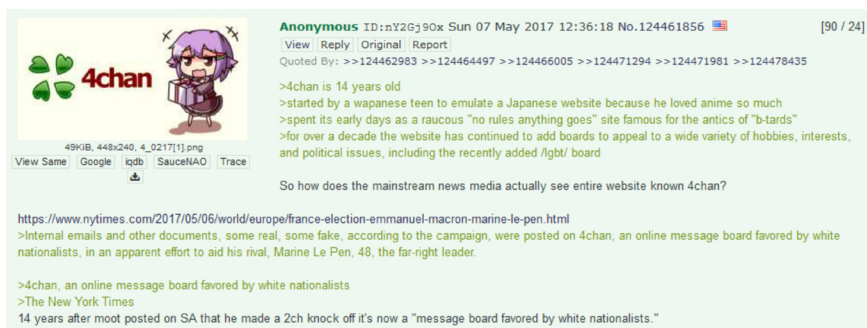 4chan
49KiB, 448x240, 4_0217[1].png
View Same Google iqdb SauceNAO Trace
Anonymous ID:nY2Gj9Ox Sun 07 May 2017 12:36:18 No.124461856 [90 / 24]
View Reply Original Report
Quoted By: >>124462983 >>124464497 >>124466005 >>124471294 >>124471981 >>124478435
>4chan is 14 years old
>started by a wapanese teen to emulate a Japanese website because he loved anime so much
>spent its early days as a raucous "no rules anything goes" site famous for the antics of "b-tards"
>for over a decade the website has continued to add boards to appeal to a wide variety of hobbies, interests,
and political issues, including the recently added /lgbt/ board
So how does the mainstream news media actually see entire website known 4chan?
https://www.nytimes.com/2017/05/06/world/europe/france-election-emmanuel-macron-marine-le-pen.html
>Internal emails and other documents, some real, some fake, according to the campaign, were posted on 4chan, an online message board favored by white
nationalists, in an apparent effort to aid his rival, Marine Le Pen, 48, the far-right leader.
>4chan, an online message board favored by white nationalists
>The New York Times
14 years after moot posted on SA that he made a 2ch knock off it's now a "message board favored by white nationalists."